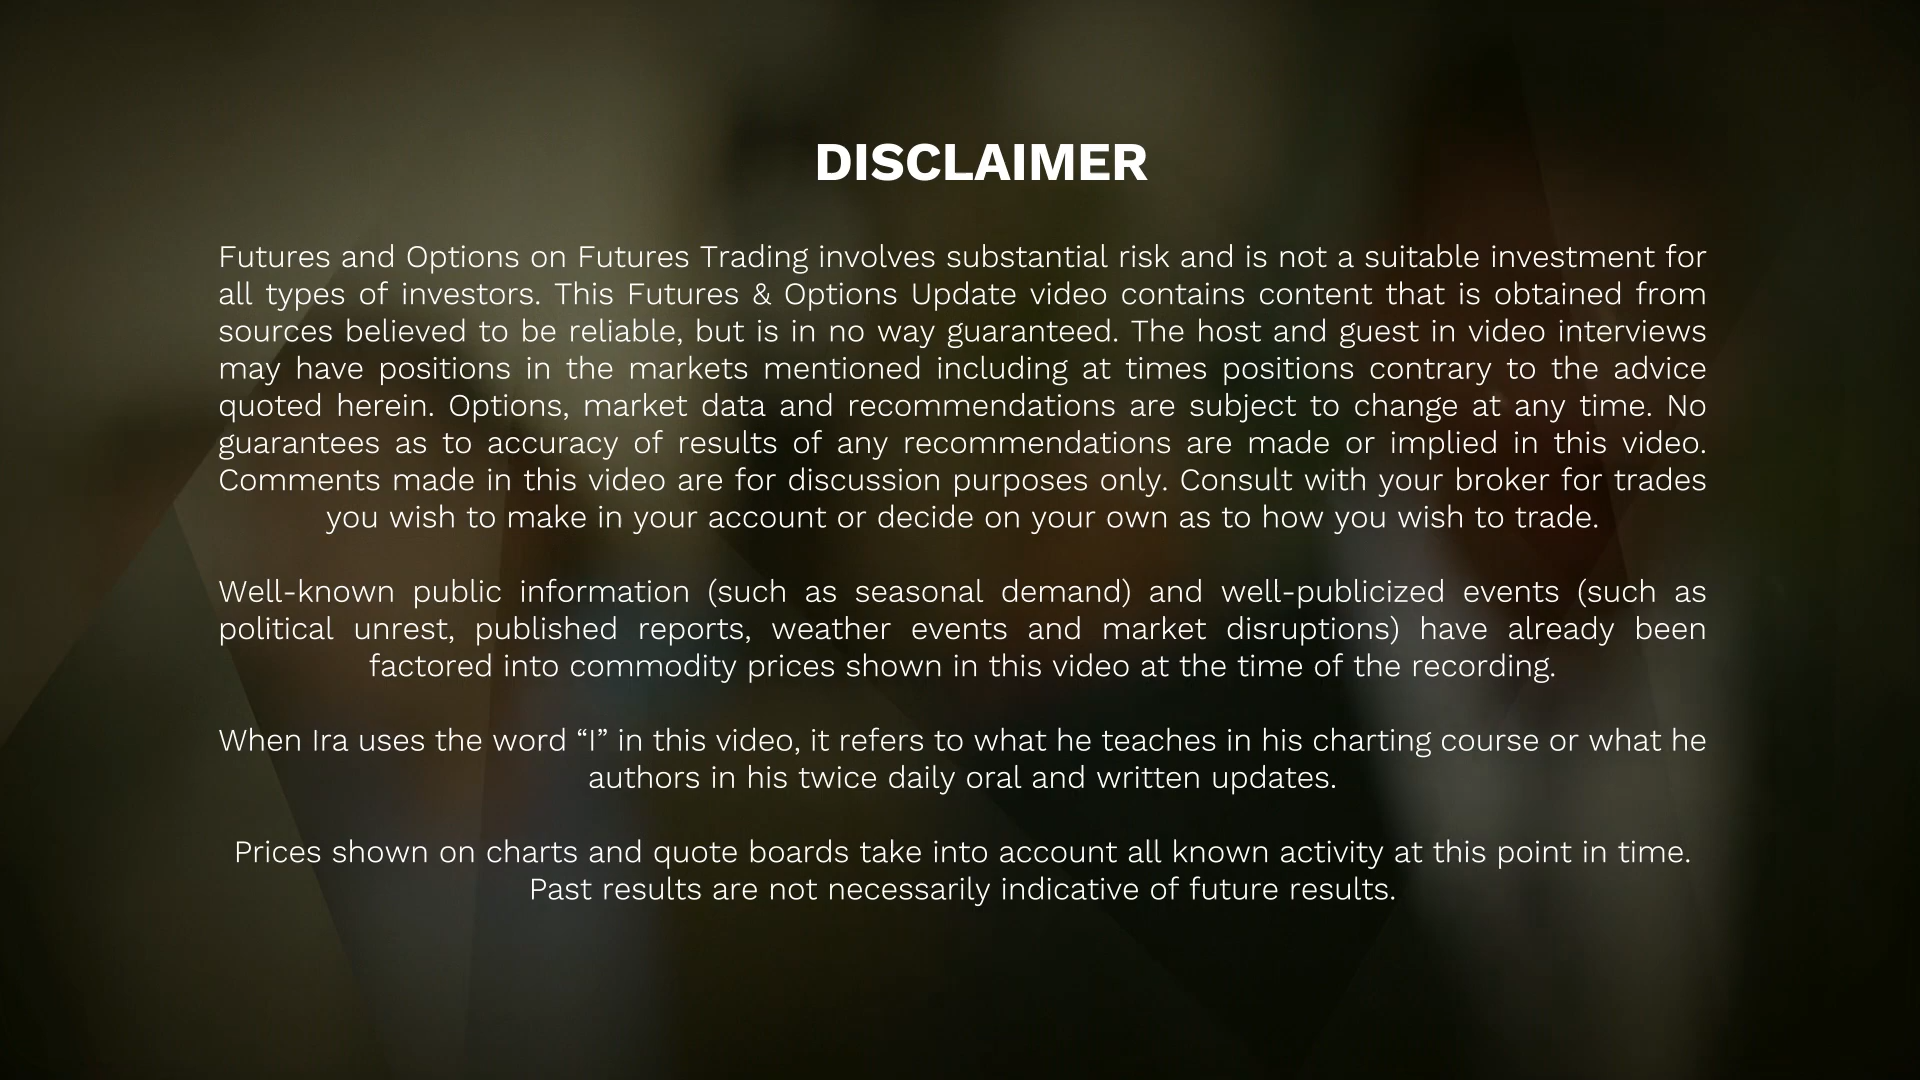 DISCLAIMER
Futures and Options on Futures Trading involves substantial risk and is not a suitable investment for
all types of investors. This Futures & Options Update video contains content that is obtained from
sources believed to be reliable, but is in no way guaranteed. The host and guest in video interviews
may have positions in the markets mentioned including at times positions contrary to the advice
quoted herein. Options, market data and recommendations are subject to change at any time. No
guarantees as to accuracy of results of any recommendations are made or implied in this video.
Comments made in this video are for discussion purposes only. Consult with your broker for trades
you wish to make in your account or decide on your own as to how you wish to trade.
Well-known public information (such as seasonal demand) and well-publicized events (such as
political unrest, published reports, weather events and market disruptions) have already been
factored into commodity prices shown in this video at the time of the recording.
When Ira uses the word “I” in this video, it refers to what he teaches in his charting course or what he
authors in his twice daily oral and written updates.
Prices shown on charts and quote boards take into account all known activity at this point in time.
Past results are not necessarily indicative of future results.